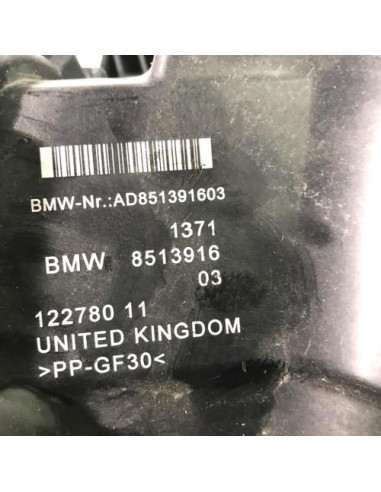 BMW-Nr.:AD851391603
1371
BMW 8513916
03
122780 11
UNITED KINGDOM
>PP-GF30<